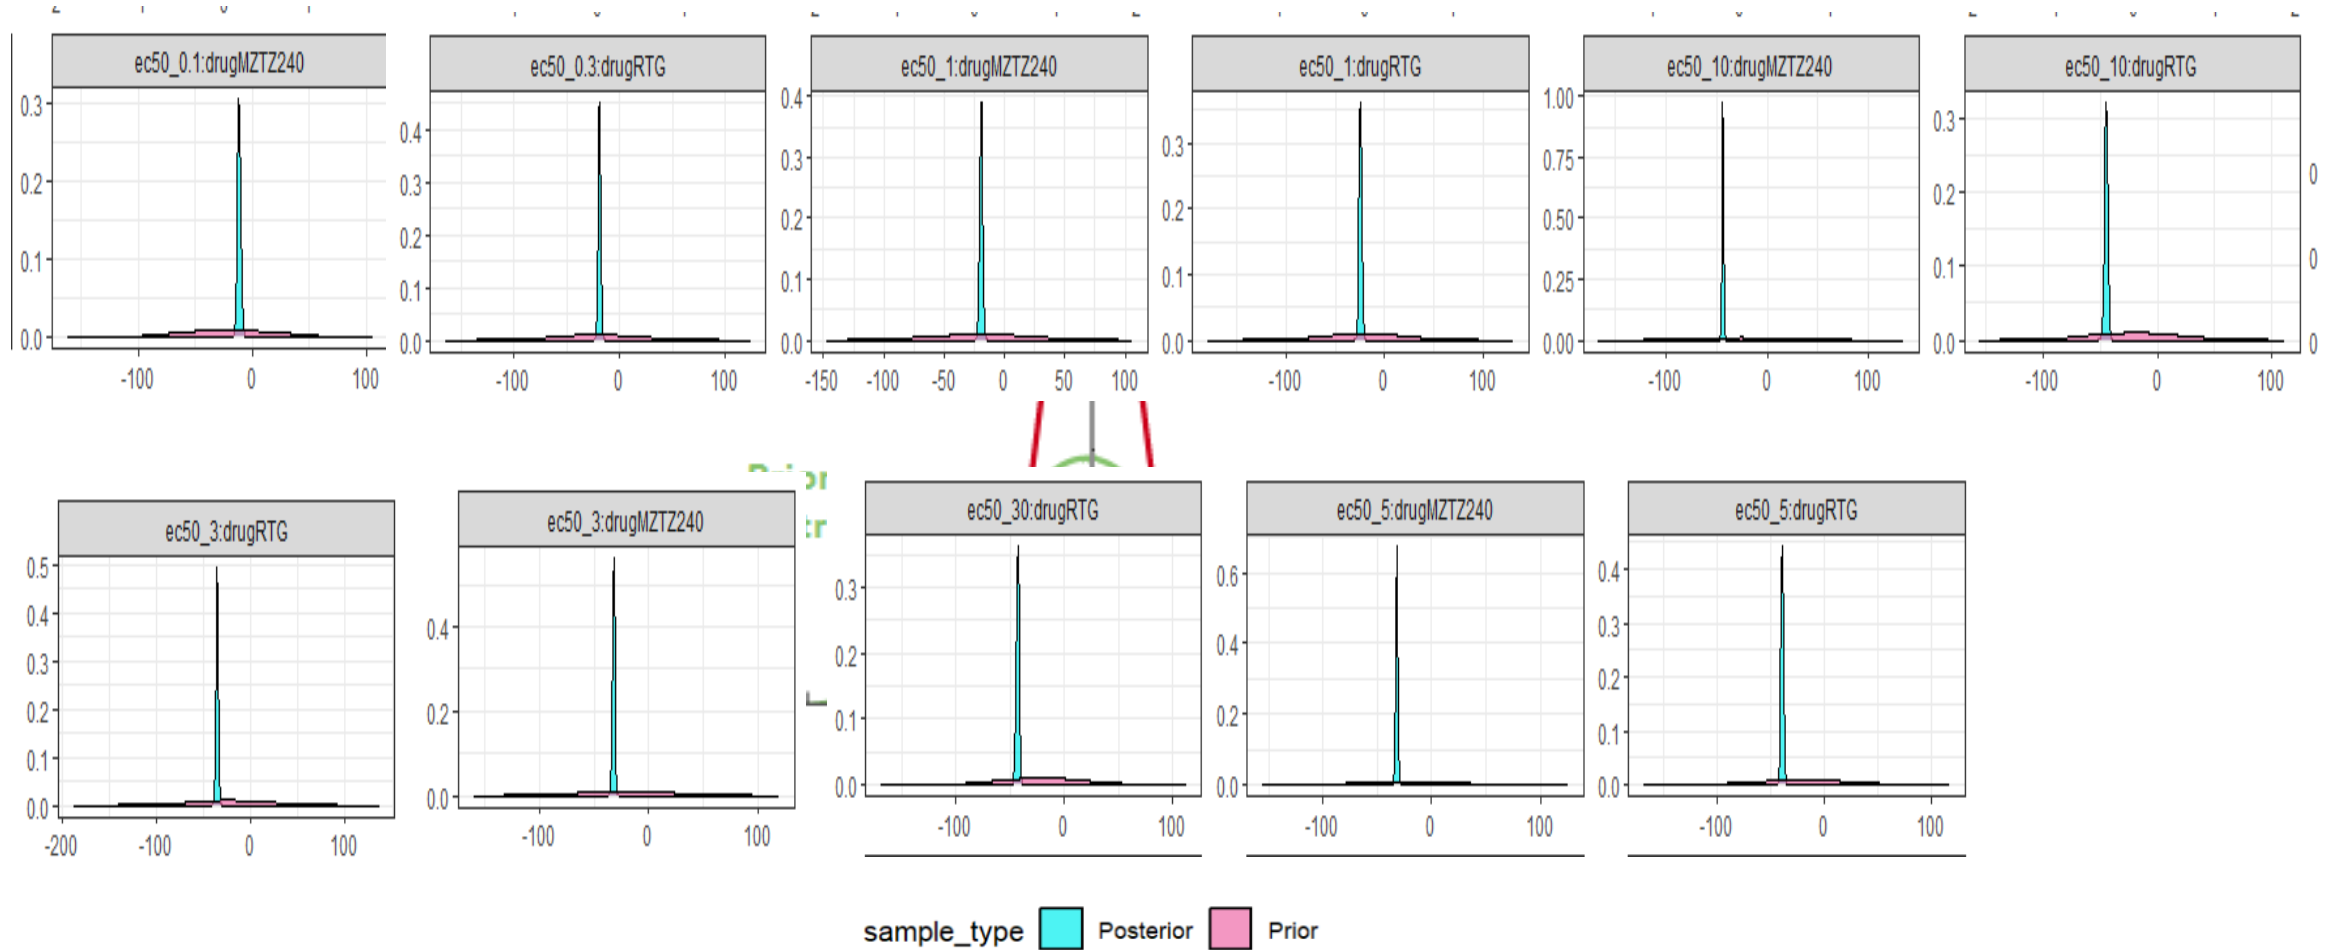 ec50_0.1:drugMZTZ240
ec50_0.3:drugRTG
ec50_1:drugMZTZ240
ec50_1:drugRTG
ec50_10:drugMZTZ240
ec50_10:drugRTG
0.3 0.2 0.1 0.0
0.4 0.3 0.2 0.1 0.0
0.4 0.3 0.2 0.1 0.0
0.3 0.2 0.1 0.0
1.00 0.75 0.50 0.25 0.00
0.3 0.2 0.1 0.0
0 0 0
-100 0 100
-100 0 100
-150 -100 -50 0 50 100
-100 0 100
-100 0 100
-100 0 100
ec50_3:drugRTG
ec50_3:drugMZTZ240
ec50_30:drugRTG
ec50_5:drugMZTZ240
ec50_5:drugRTG
0.5 0.4 0.3 0.2 0.1 0.0
0.4 0.2 0.0
0.3 0.2 0.1 0.0
0.6 0.4 0.2 0.0
0.4 0.3 0.2 0.1 0.0
-200 -100 0 100
-100 0 100
-100 0 100
-100 0 100
-100 0 100
sample_type Posterior Prior